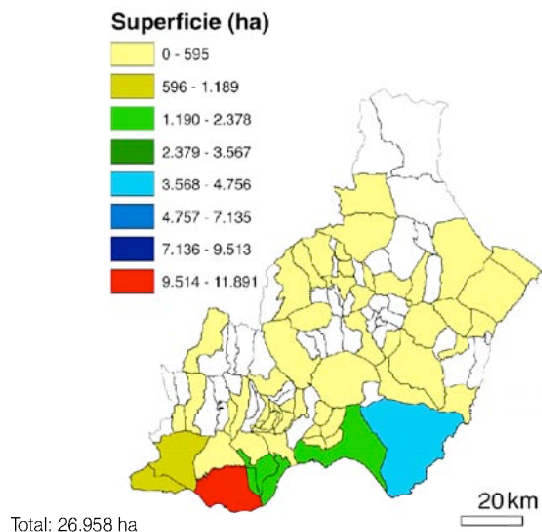 Superficie (ha)
0 - 595
596 - 1.189
1.190 - 2.378
2.379 - 3.567
3.568 - 4.756
4.757 - 7.135
7.136 - 9.513
9.514 - 11.891
20 km
Total: 26.958 ha